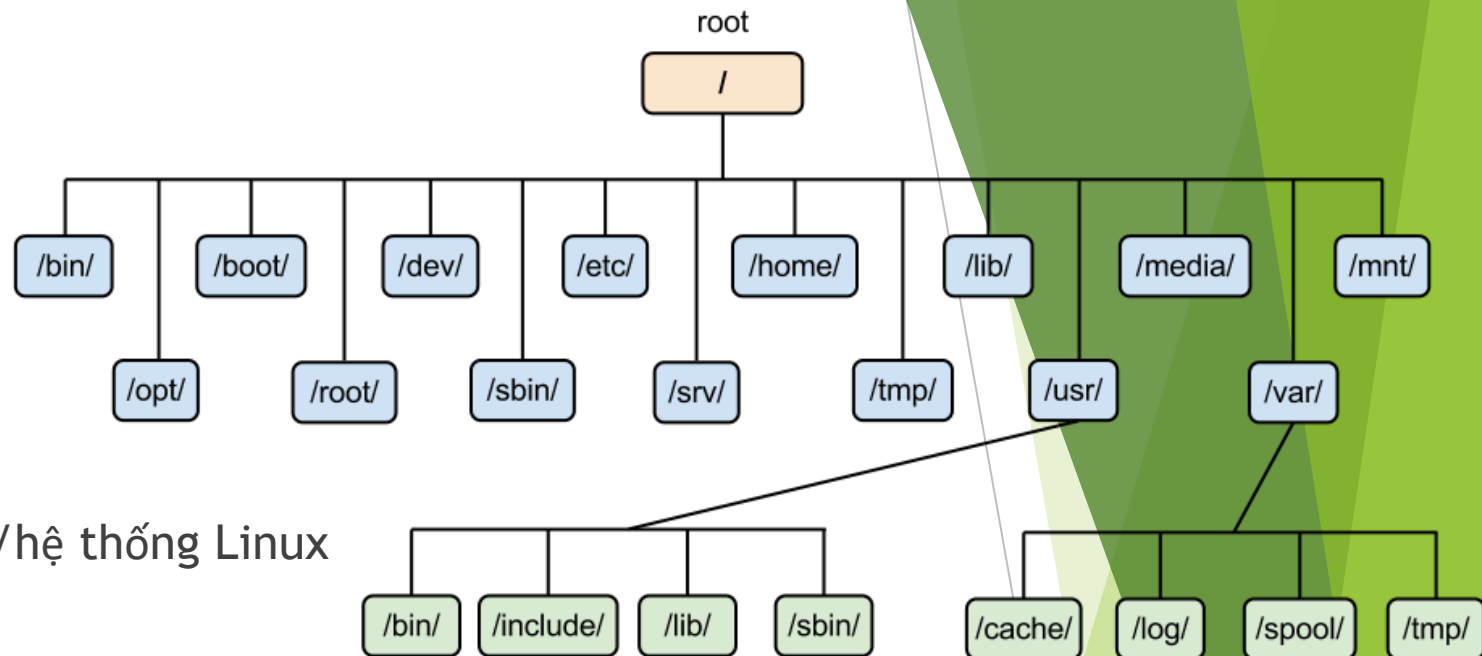 root
/
/bin/
/boot/
/dev/
/etc/
/home/
/lib/
/media/
/mnt/
/opt/
/root/
/sbin/
/srv/
/tmp/
/usr/
/var/
/hệ thống Linux
/bin/
/include/
/lib/
/sbin/
/cache/
/log/
/spool/
/tmp/